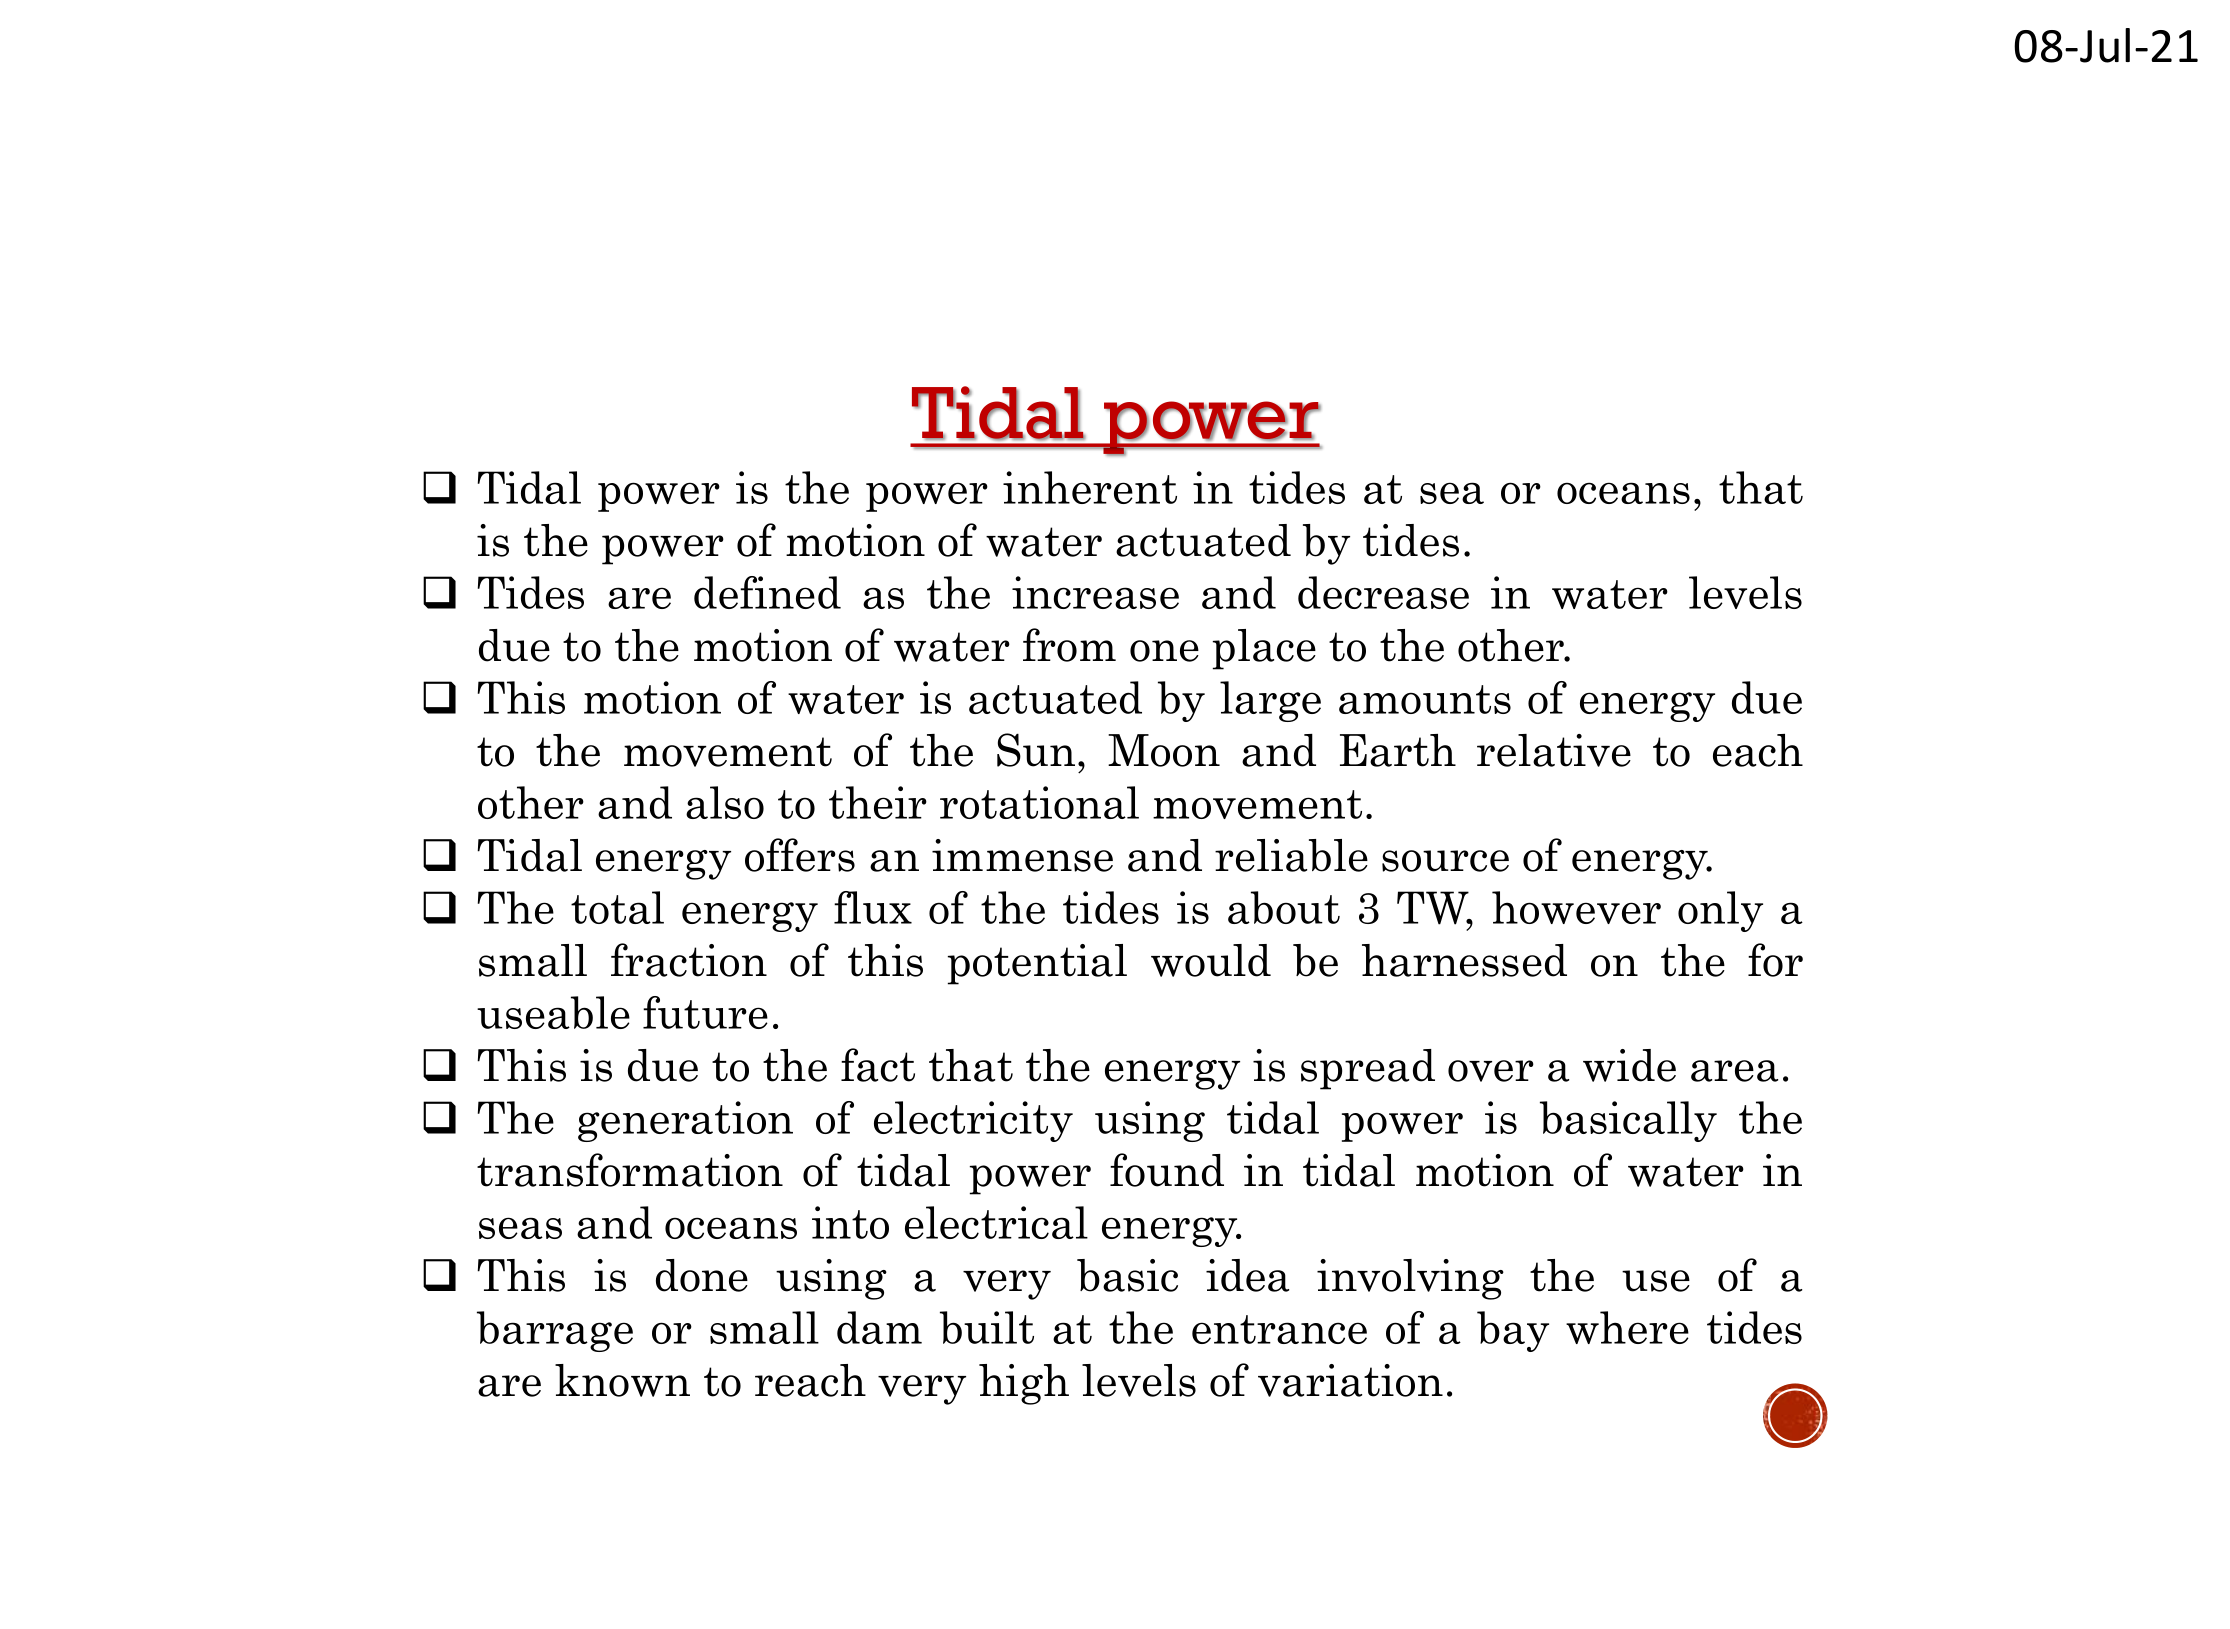 08-Jul-21
Tidal power
❑ Tidal power is the power inherent in tides at sea or oceans, that
is the power of motion of water actuated by tides.
❑ Tides are defined as the increase and decrease in water levels
due to the motion of water from one place to the other.
❑ This motion of water is actuated by large amounts of energy due
to the movement of the Sun, Moon and Earth relative to each
other and also to their rotational movement.
❑ Tidal energy offers an immense and reliable source of energy.
❑ The total energy flux of the tides is about 3 TW, however only a
small fraction of this potential would be harnessed on the for
useable future.
❑ This is due to the fact that the energy is spread over a wide area.
❑ The generation of electricity using tidal power is basically the
transformation of tidal power found in tidal motion of water in
seas and oceans into electrical energy.
❑ This is done using a very basic idea involving the use of a
barrage or small dam built at the entrance of a bay where tides
are known to reach very high levels of variation.